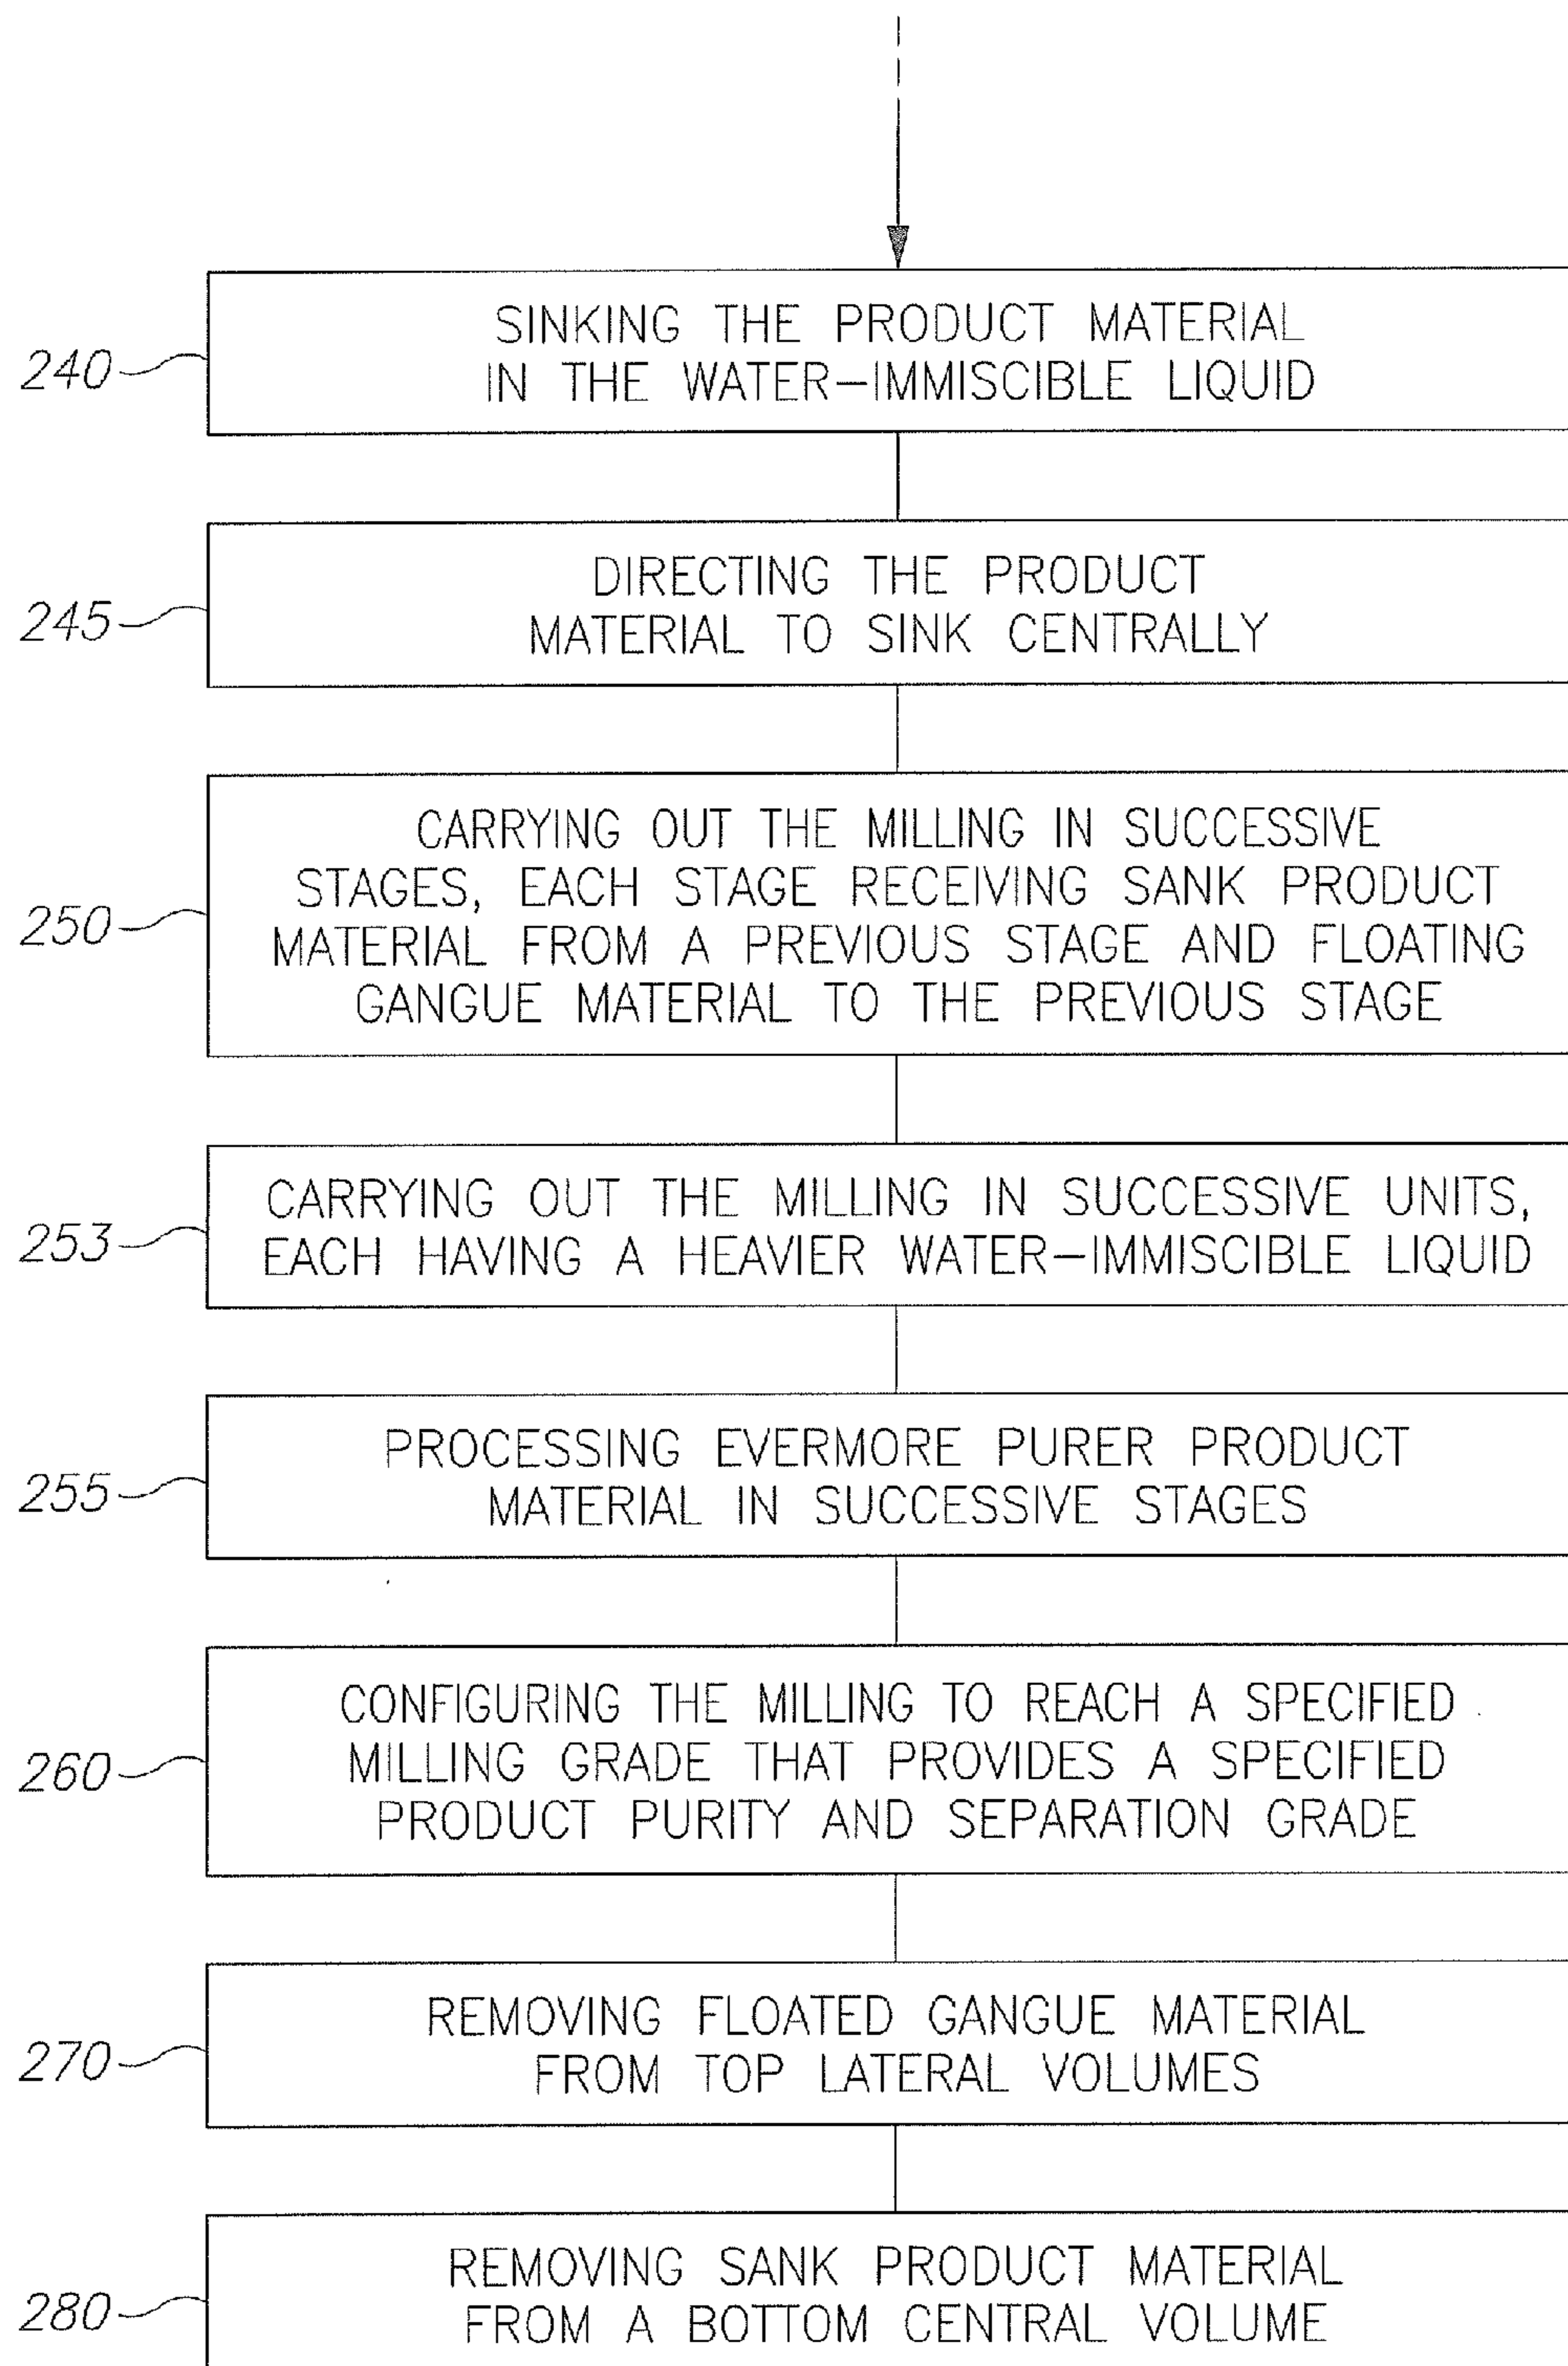 240
SINKING THE PRODUCT MATERIAL
IN THE WATER-IMMISCIBLE LIQUID
245
DIRECTING THE PRODUCT
MATERIAL TO SINK CENTRALLY
250
CARRYING OUT THE MILLING IN SUCCESSIVE
STAGES, EACH STAGE RECEIVING SANK PRODUCT
MATERIAL FROM A PREVIOUS STAGE AND FLOATING
GANGUE MATERIAL TO THE PREVIOUS STAGE
253
CARRYING OUT THE MILLING IN SUCCESSIVE UNITS,
EACH HAVING A HEAVIER WATER-IMMISCIBLE LIQUID
255
PROCESSING EVERMORE PURER PRODUCT
MATERIAL IN SUCCESSIVE STAGES
260
CONFIGURING THE MILLING TO REACH A SPECIFIED
MILLING GRADE THAT PROVIDES A SPECIFIED
PRODUCT PURITY AND SEPARATION GRADE
270
REMOVING FLOATED GANGUE MATERIAL
FROM TOP LATERAL VOLUMES
280
REMOVING SANK PRODUCT MATERIAL
FROM A BOTTOM CENTRAL VOLUME